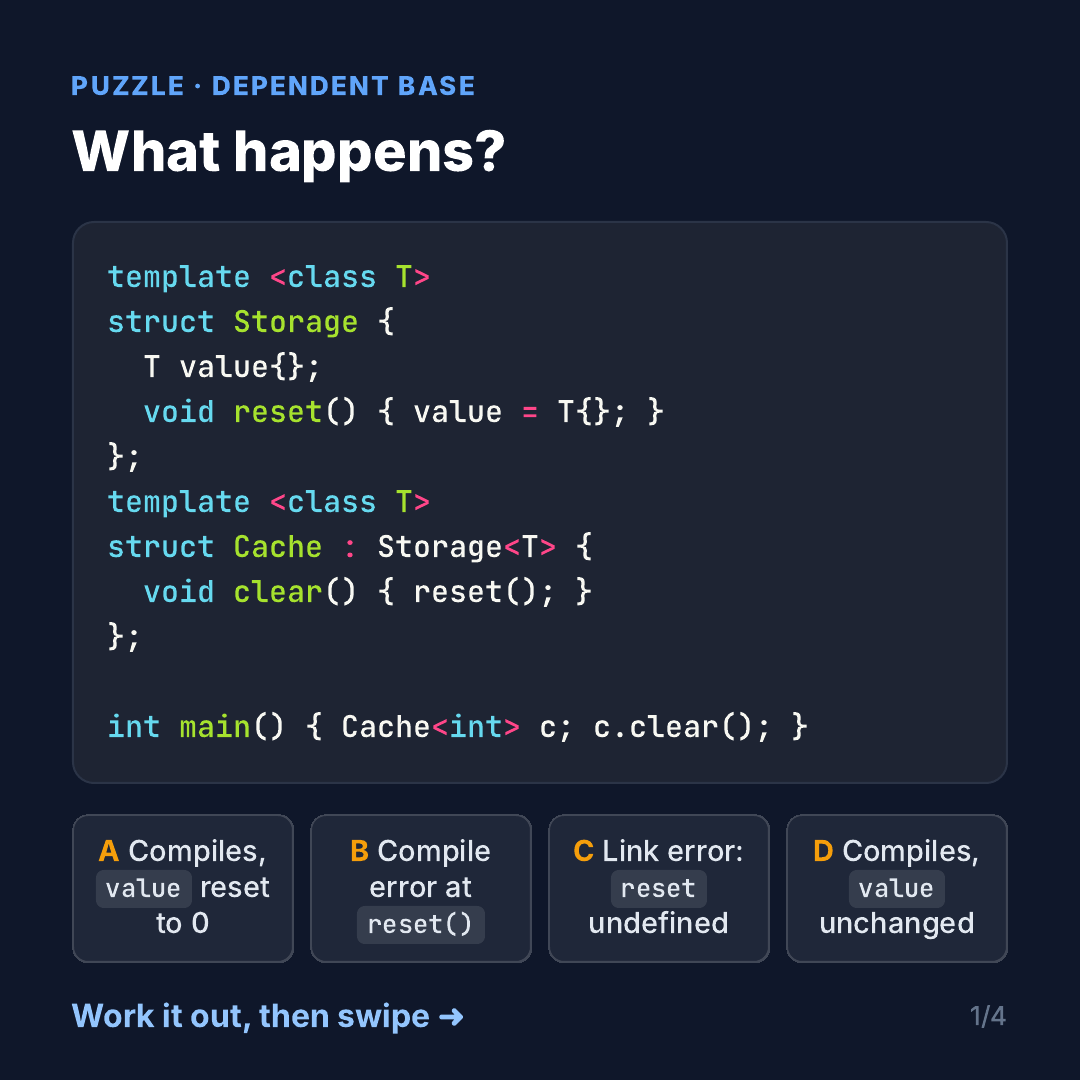 PUZZLE · DEPENDENT BASE
What happens?
template <class T>
struct Storage {
  T value{};
  void reset() { value = T{}; }
};
template <class T>
struct Cache : Storage<T> {
  void clear() { reset(); }
};
int main() { Cache<int> c; c.clear(); }
A Compiles,
value reset
to 0
B Compile
error at
reset()
C Link error:
reset
undefined
D Compiles,
value
unchanged
Work it out, then swipe ➜
1/4